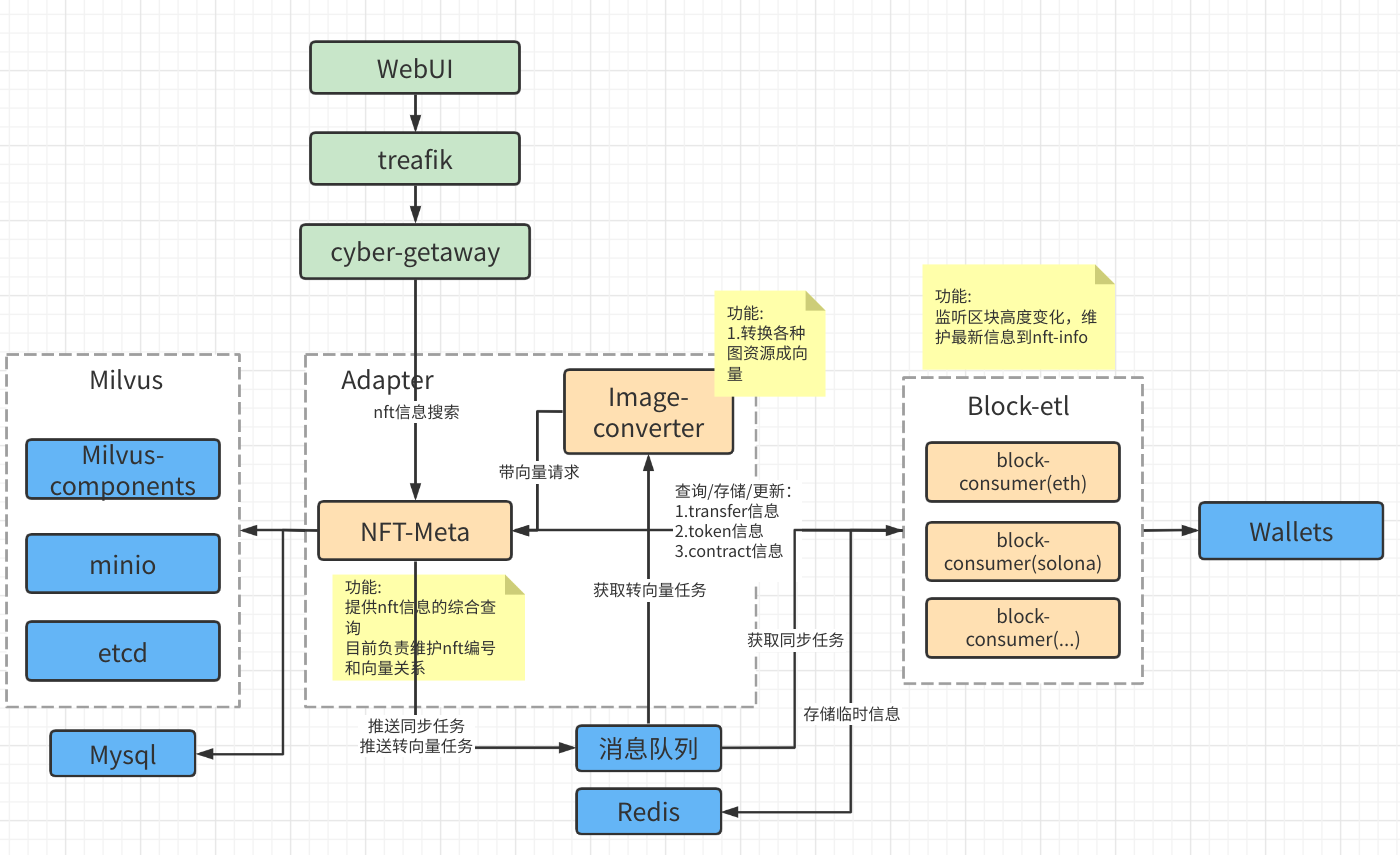 WebUI
treafik
cyber-getaway
功能:
1.转换各种
图资源成向
量
功能:
监听区块高度变化，维
护最新信息到nft-info
Milvus
Milvus-
components
minio
etcd
Mysql
Adapter
nft信息搜索
Image-
converter
带向量请求
NFT-Meta
查询/存储/更新：
1.transfer信息
2.token信息
3.contract信息
功能:
提供nft信息的综合查
询
目前负责维护nft编号
和向量关系
获取转向量任务
获取同步任务
存储临时信息
推送同步任务
推送转向量任务
消息队列
Redis
Block-etl
block-
consumer(eth)
block-
consumer(solona)
block-
consumer(...)
Wallets